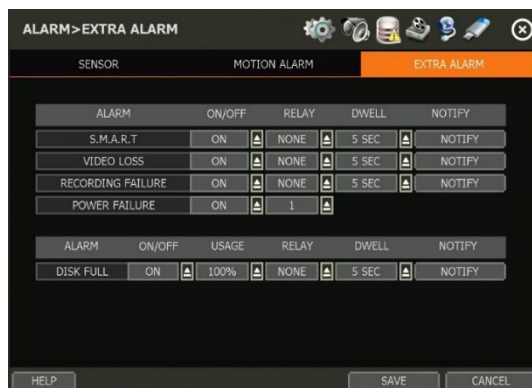 ALARM>EXTRA ALARM
SENSOR MOTION ALARM EXTRA ALARM
ALARM ON/OFF RELAY DWELL NOTIFY
S.M.A.R.T ON NONE 5 SEC NOTIFY
VIDEO LOSS ON NONE 5 SEC NOTIFY
RECORDING FAILURE ON NONE 5 SEC NOTIFY
POWER FAILURE ON 1
ALARM ON/OFF USAGE RELAY DWELL NOTIFY
DISK FULL ON 100% NONE 5 SEC NOTIFY
HELP SAVE CANCEL